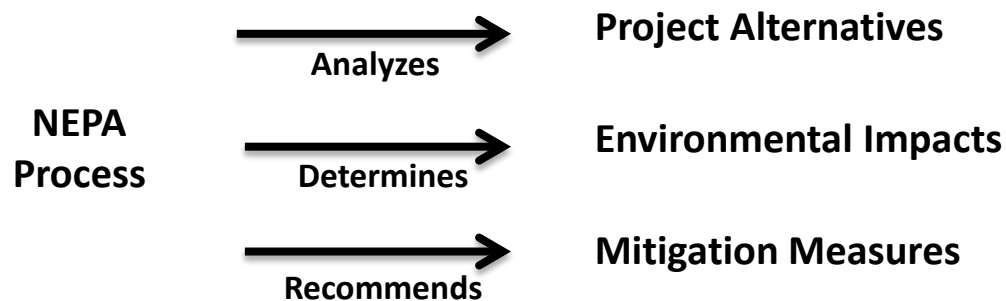 Project Alternatives
Analyzes
NEPA
Process
Environmental Impacts
Determines
Mitigation Measures
Recommends